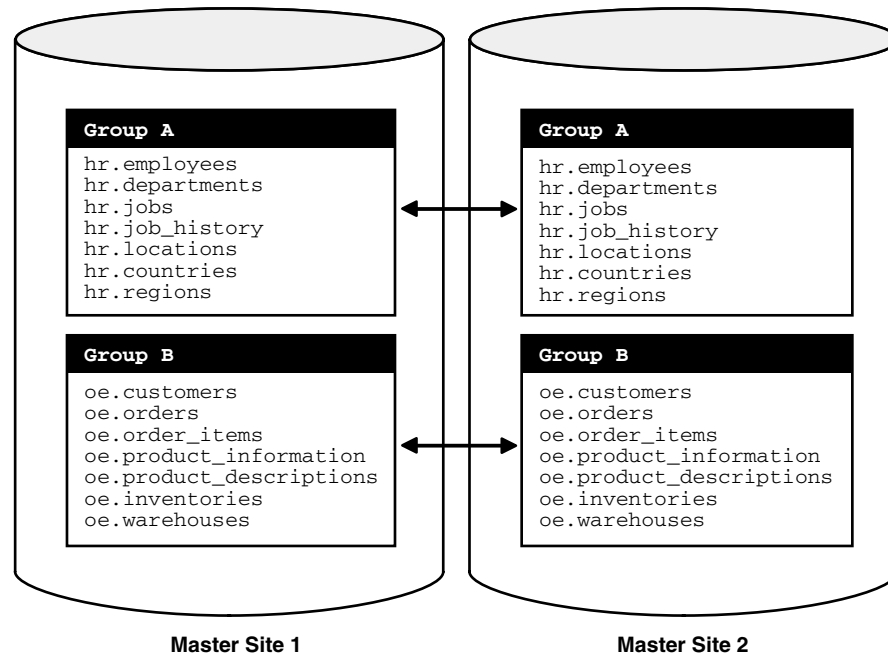 Group A
hr.employees
hr.departments
hr.jobs
hr.job_history
hr.locations
hr.countries
hr.regions
Group B
oe.customers
oe.orders
oe.order_items
oe.product_information
oe.product_descriptions
oe.inventories
oe.warehouses
Master Site 1
Group A
hr.employees
hr.departments
hr.jobs
hr.job_history
hr.locations
hr.countries
hr.regions
Group B
oe.customers
oe.orders
oe.order_items
oe.product_information
oe.product_descriptions
oe.inventories
oe.warehouses
Master Site 2